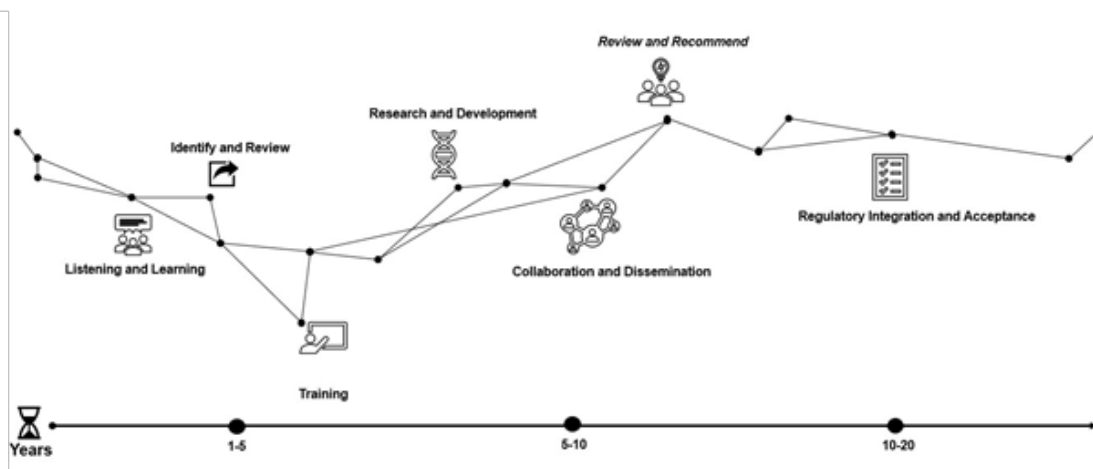 Review and Recommend
Research and Development
Identify and Review
Regulatory Integration and Acceptance
Listening and Learning
Collaboration and Dissemination
Training
Years
1-5
5-10
10-20